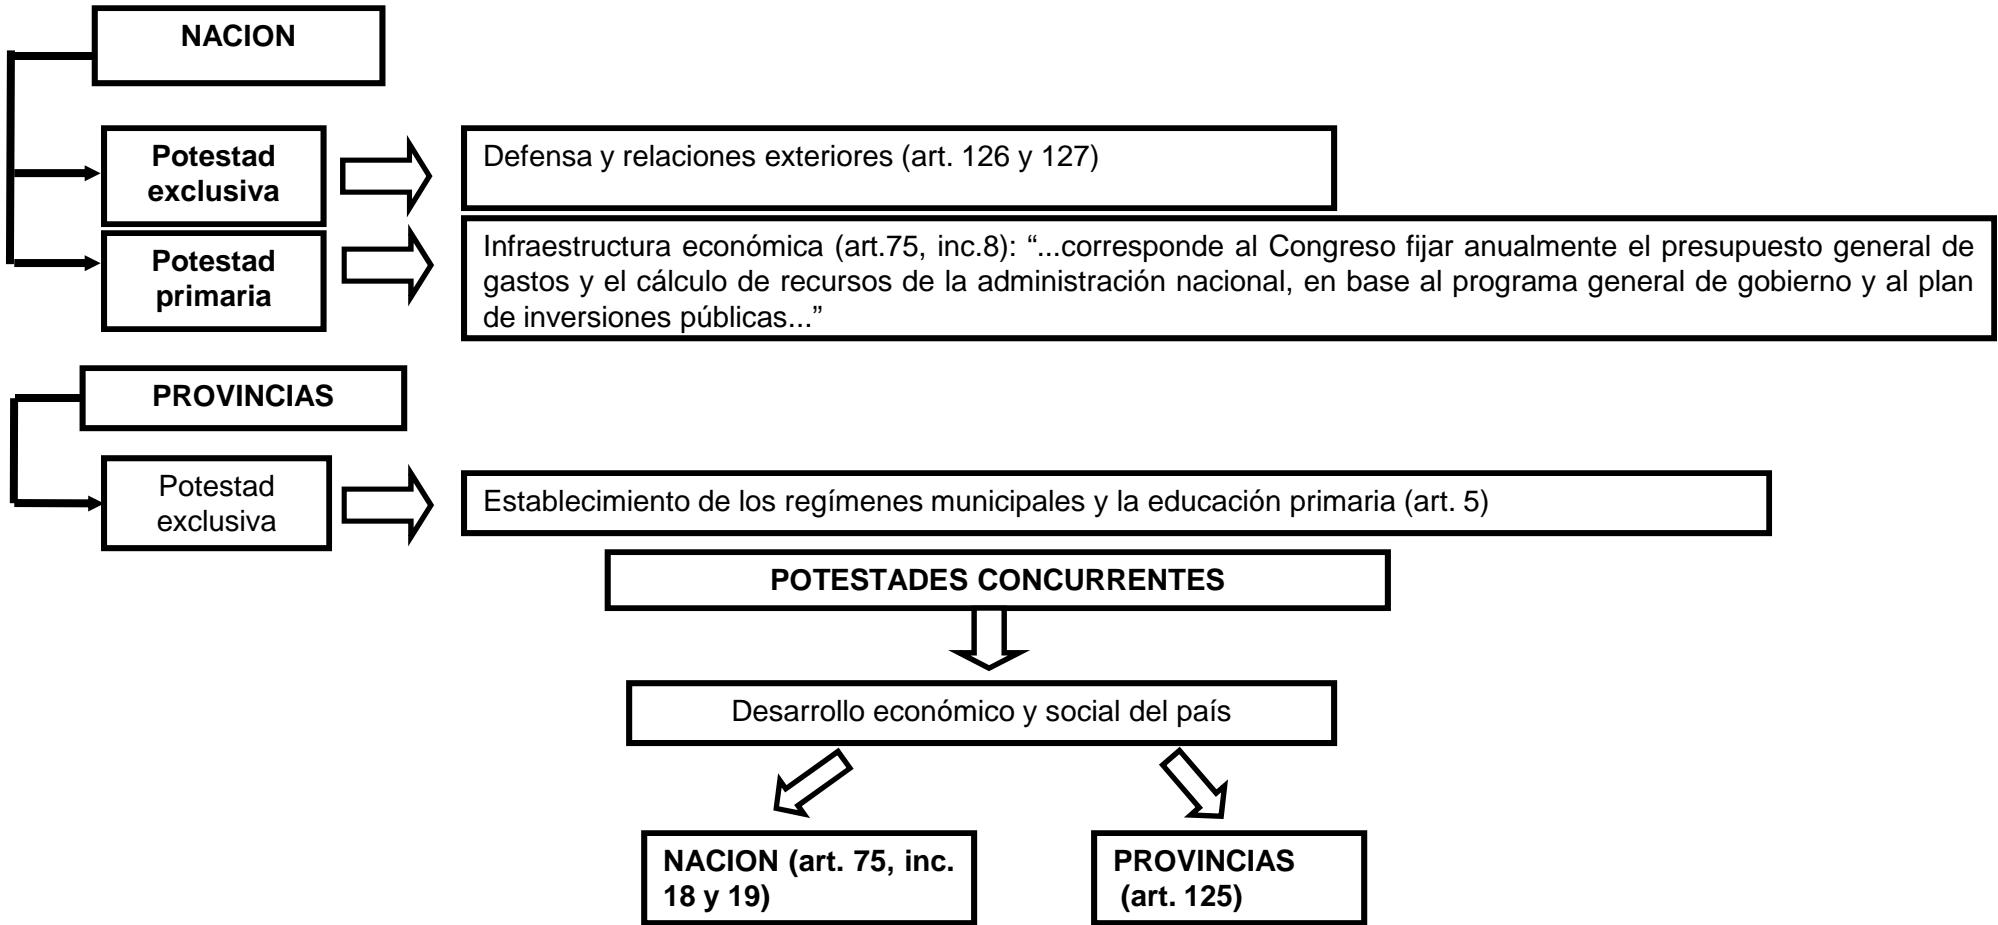 NACION
Potestad
exclusiva
Defensa y relaciones exteriores (art. 126 y 127)
Potestad
primaria
Infraestructura económica (art.75, inc.8): “...corresponde al Congreso fijar anualmente el presupuesto general de
gastos y el cálculo de recursos de la administración nacional, en base al programa general de gobierno y al plan
de inversiones públicas...”
PROVINCIAS
Potestad
exclusiva
Establecimiento de los regímenes municipales y la educación primaria (art. 5)
POTESTADES CONCURRENTES
Desarrollo económico y social del país
NACION (art. 75, inc.
18 y 19)
PROVINCIAS
(art. 125)